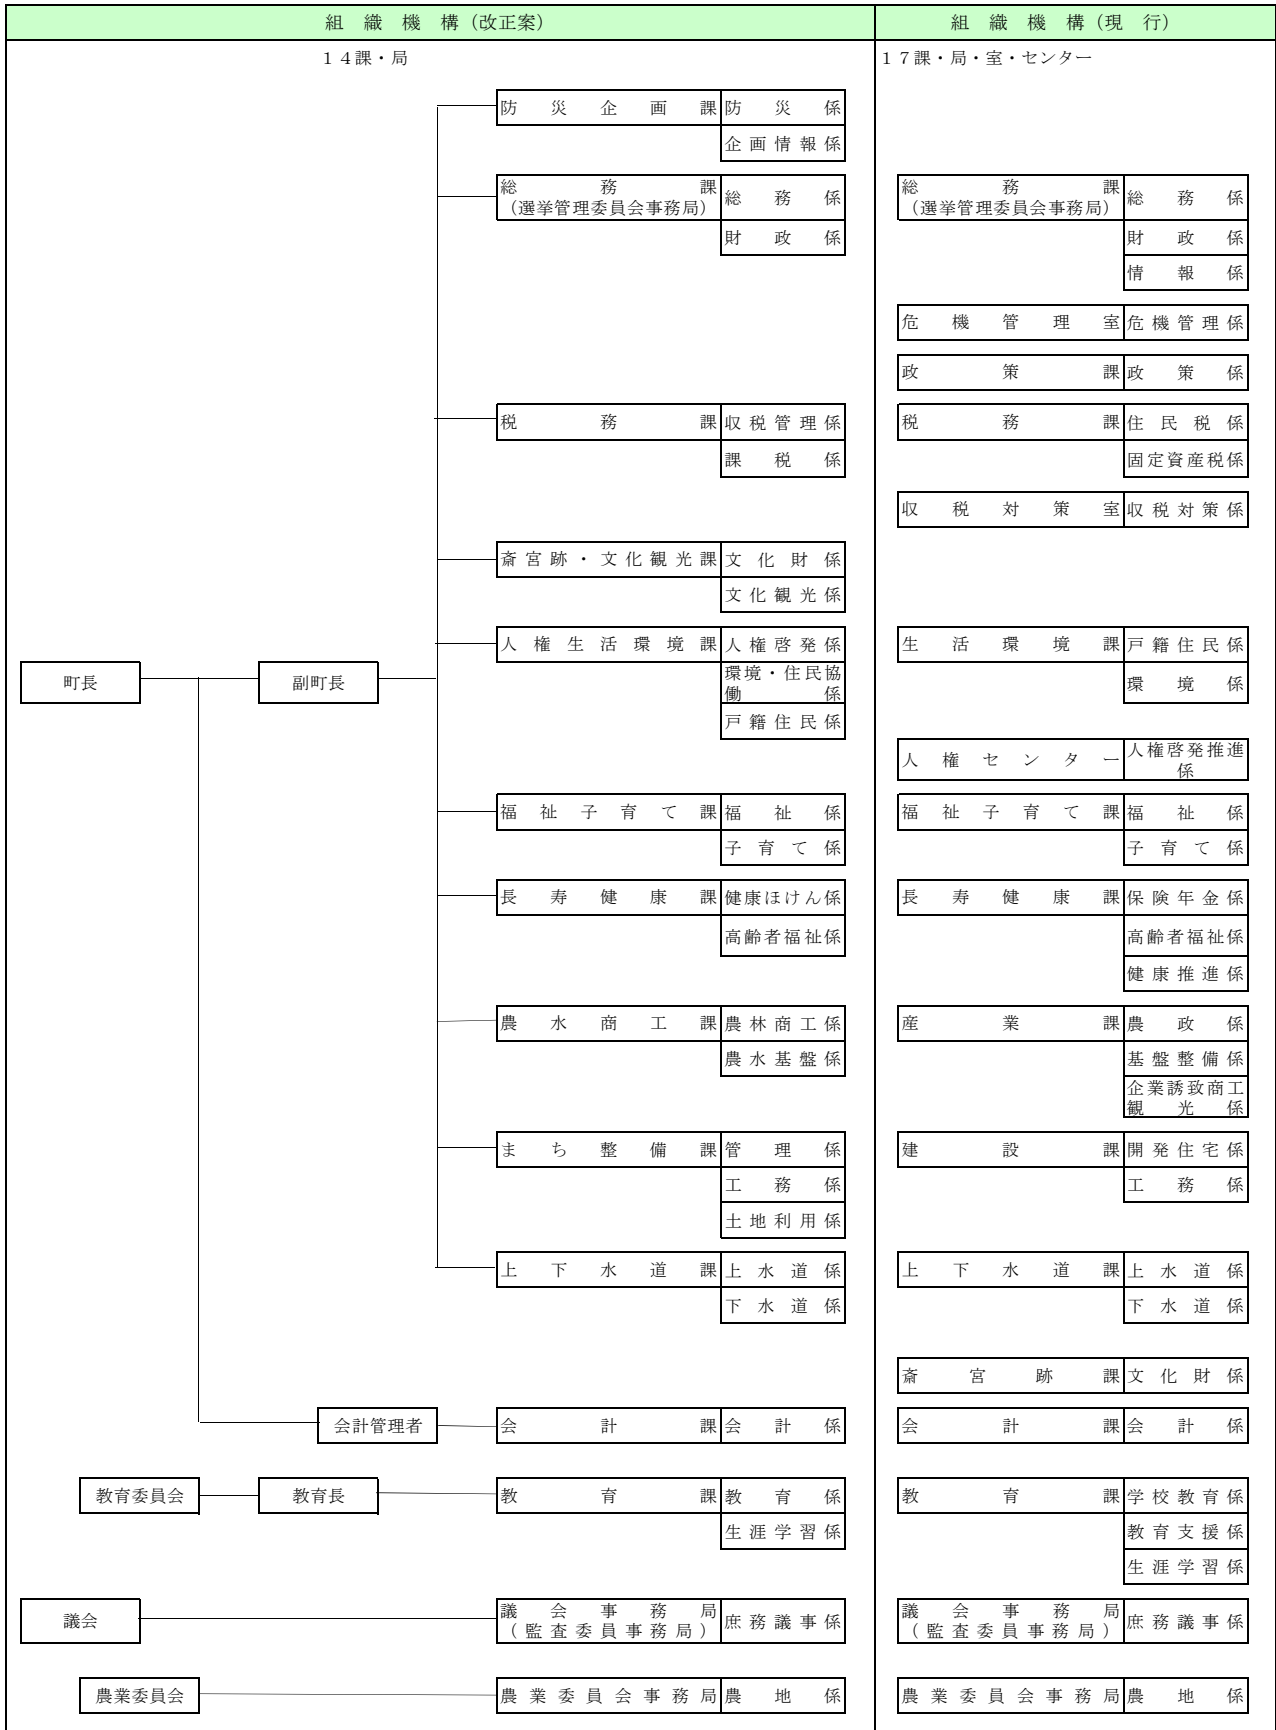 組織機構（改正案）
１４課・局
防災企画課 防災係
企画情報係
総務課
（選挙管理委員会事務局）
総務係
財政係
税務課 収税管理係
課税係
斎宮跡・文化観光課 文化財係
文化観光係
人権生活環境課 人権啓発係
環境・住民協
働係
戸籍住民係
町長
副町長
福祉子育て課 福祉係
子育て係
長寿健康課 健康ほけん係
高齢者福祉係
農水商工課 農林商工係
農水基盤係
まち整備課 管理係
工務係
土地利用係
上下水道課 上水道係
下水道係
会計管理者
会計課 会計係
教育委員会
教育長
教育課 教育係
生涯学習係
議会
議会事務局
（監査委員事務局）
庶務議事係
農業委員会
農業委員会事務局 農地係
組織機構（現行）
１７課・局・室・センター
総務課
（選挙管理委員会事務局）
総務係
財政係
情報係
危機管理室 危機管理係
政策課 政策係
税務課 住民税係
固定資産税係
収税対策室 収税対策係
生活環境課 戸籍住民係
環境係
人権センター
人権啓発推進
係
福祉子育て課 福祉係
子育て係
長寿健康課 保険年金係
高齢者福祉係
健康推進係
産業課 農政係
基盤整備係
企業誘致商工
観光係
建設課 開発住宅係
工務係
上下水道課 上水道係
下水道係
斎宮跡課 文化財係
会計課 会計係
教育課 学校教育係
教育支援係
生涯学習係
議会事務局
（監査委員事務局）
庶務議事係
農業委員会事務局 農地係